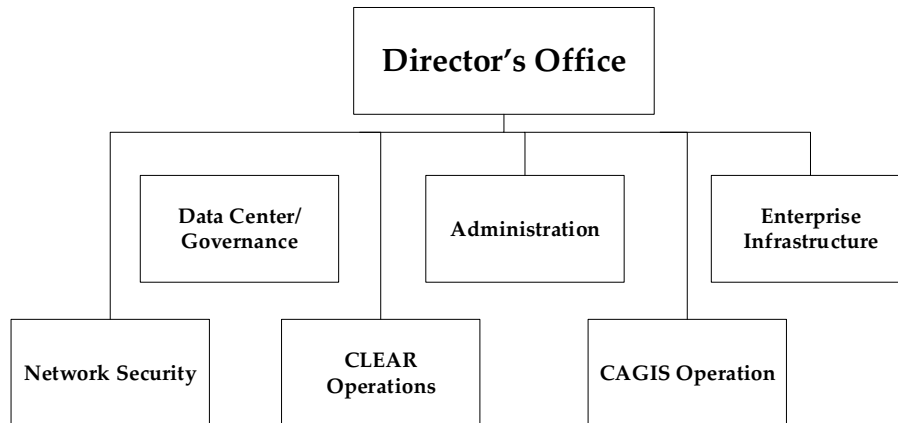 Director's Office
Data Center/
Governance
Administration
Enterprise
Infrastructure
Network Security
CLEAR
Operations
CAGIS Operation